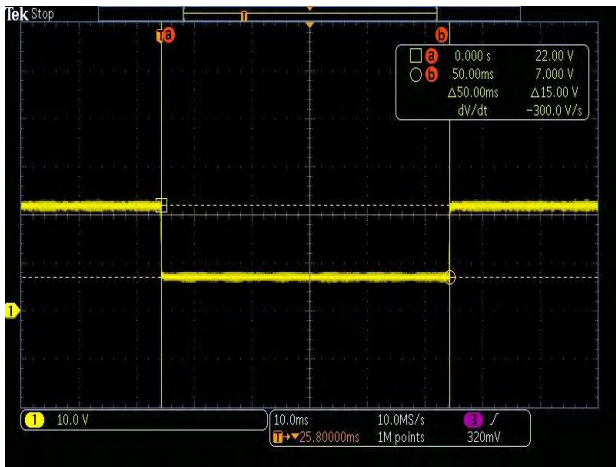 Tek Stop
T a
b
a 0.000 s 22.00 V
b 50.00ms 7.000 V
Δ50.00ms Δ15.00 V
dV/dt −300.0 V/s
1
1 10.0 V
10.0ms 10.0MS/s 3
T→▼25.80000ms 1M points 320mV